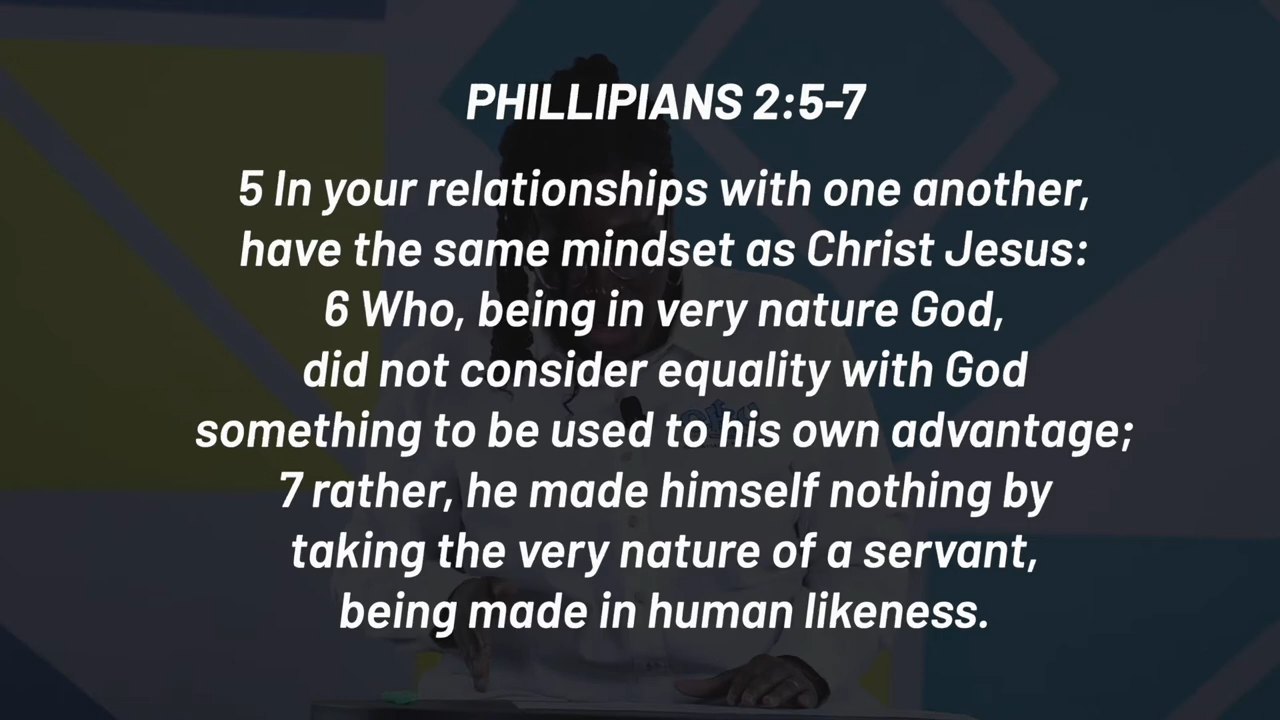 PHILLIPIANS 2:5-7
5 In your relationships with one another,
have the same mindset as Christ Jesus:
6 Who, being in very nature God,
did not consider equality with God
something to be used to his own advantage;
7 rather, he made himself nothing by
taking the very nature of a servant,
being made in human likeness.